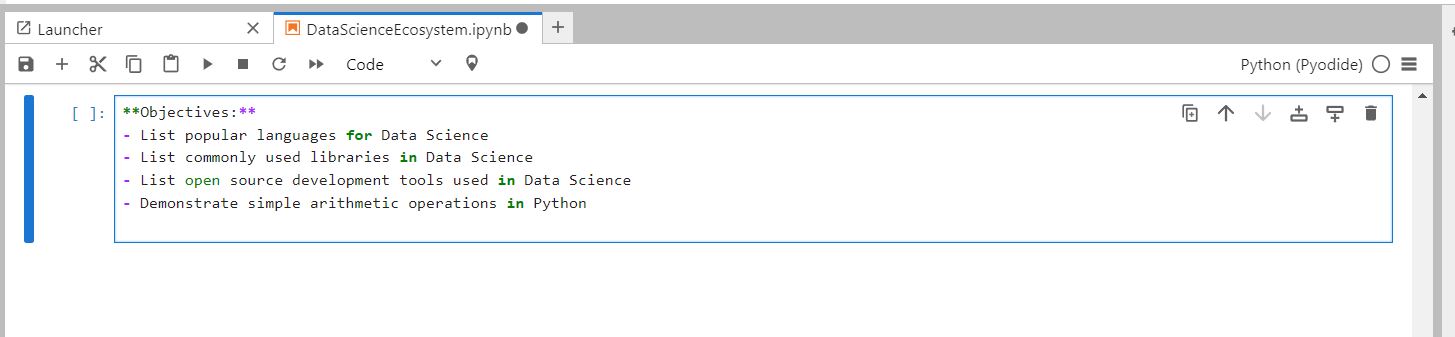 Launcher
DataScienceEcosystem.ipynb
Code
Python (Pyodide)
[ ]:
**Objectives:**
- List popular languages for Data Science
- List commonly used libraries in Data Science
- List open source development tools used in Data Science
- Demonstrate simple arithmetic operations in Python